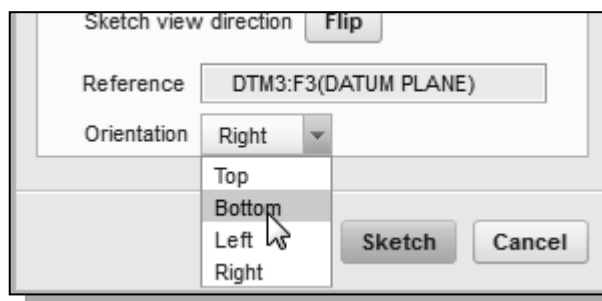 Sketch view direction Flip
Reference DTM3:F3(DATUM PLANE)
Orientation Right
Top
Bottom
Left
Right
Sketch Cancel